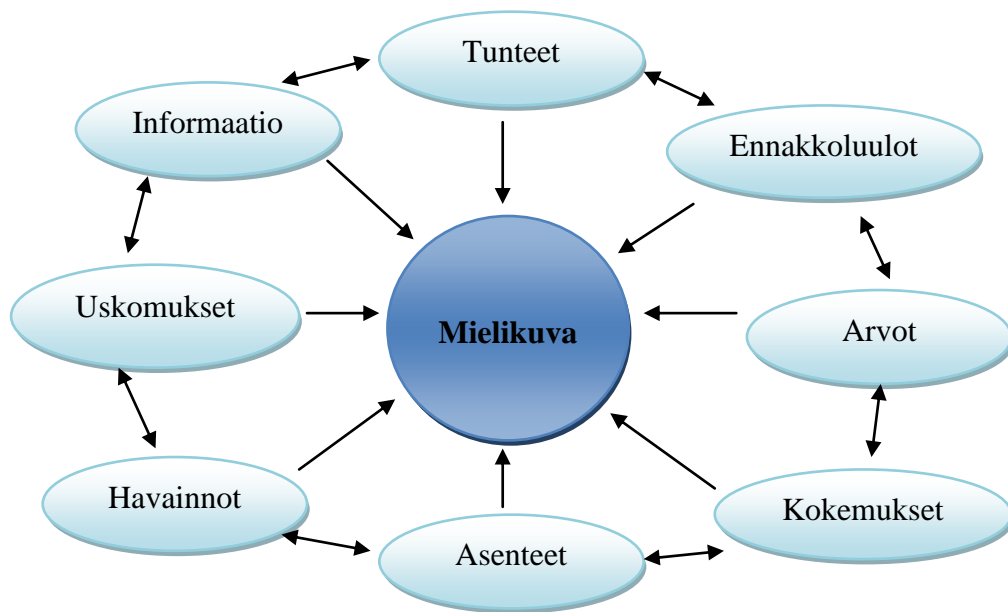 Tunteet
Informaatio
Ennakkoluulot
Uskomukset
Mielikuva
Arvot
Havainnot
Asenteet
Kokemukset